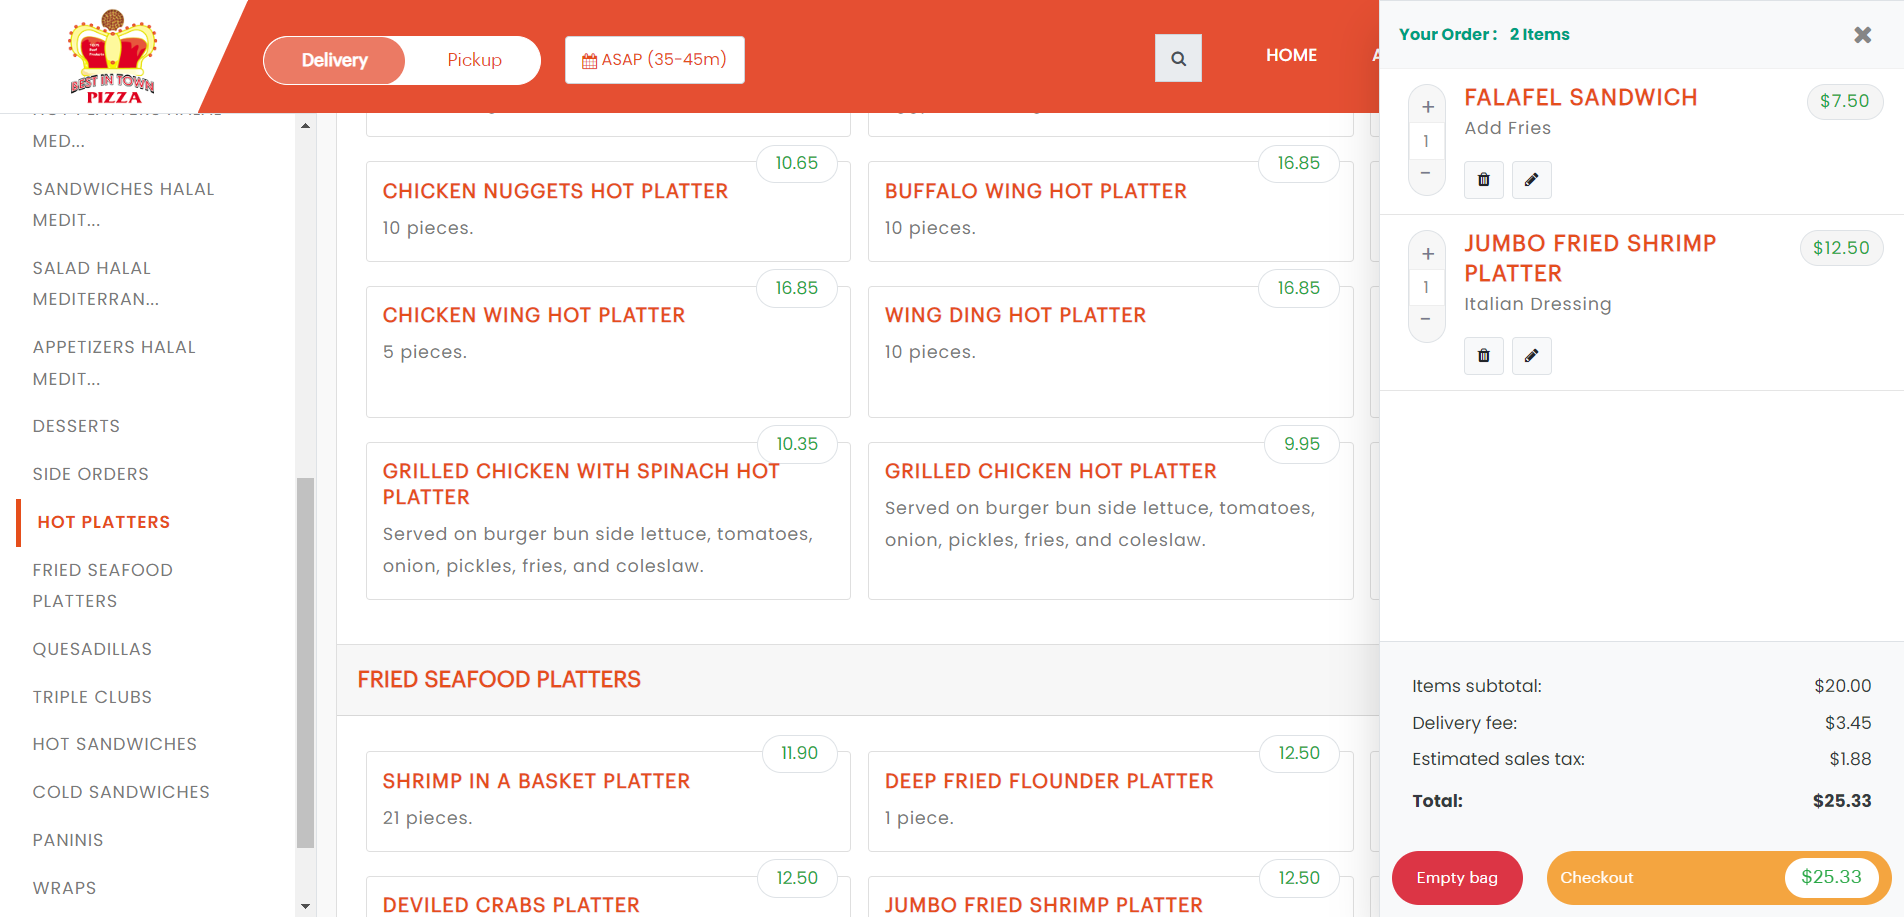 BEST IN TOWN
PIZZA
Delivery
Pickup
ASAP (35-45m)
HOME
MED...
SANDWICHES HALAL
MEDIT...
SALAD HALAL
MEDITERRAN...
APPETIZERS HALAL
MEDIT...
DESSERTS
SIDE ORDERS
HOT PLATTERS
FRIED SEAFOOD
PLATTERS
QUESADILLAS
TRIPLE CLUBS
HOT SANDWICHES
COLD SANDWICHES
PANINIS
WRAPS
10.65
CHICKEN NUGGETS HOT PLATTER
10 pieces.
16.85
BUFFALO WING HOT PLATTER
10 pieces.
16.85
CHICKEN WING HOT PLATTER
5 pieces.
16.85
WING DING HOT PLATTER
10 pieces.
10.35
GRILLED CHICKEN WITH SPINACH HOT
PLATTER
Served on burger bun side lettuce, tomatoes,
onion, pickles, fries, and coleslaw.
9.95
GRILLED CHICKEN HOT PLATTER
Served on burger bun side lettuce, tomatoes,
onion, pickles, fries, and coleslaw.
FRIED SEAFOOD PLATTERS
11.90
SHRIMP IN A BASKET PLATTER
21 pieces.
12.50
DEEP FRIED FLOUNDER PLATTER
1 piece.
12.50
DEVILED CRABS PLATTER
12.50
JUMBO FRIED SHRIMP PLATTER
Your Order : 2 Items
+
1
−
FALAFEL SANDWICH
$7.50
Add Fries
+
1
−
JUMBO FRIED SHRIMP
PLATTER
$12.50
Italian Dressing
Items subtotal: $20.00
Delivery fee: $3.45
Estimated sales tax: $1.88
Total: $25.33
Empty bag
Checkout $25.33